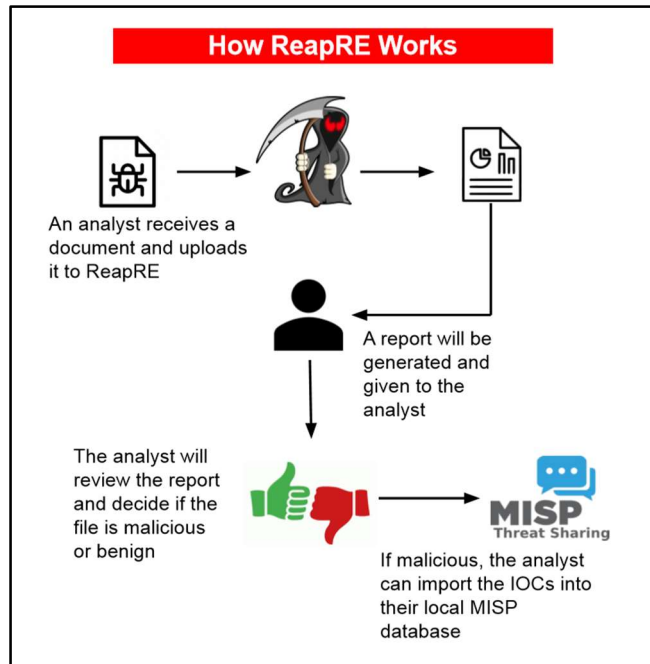 How ReapRE Works
An analyst receives a
document and uploads
it to ReapRE
A report will be
generated and
given to the
analyst
The analyst will
review the report
and decide if the
file is malicious
or benign
MISP
Threat Sharing
If malicious, the analyst
can import the IOCs into
their local MISP
database